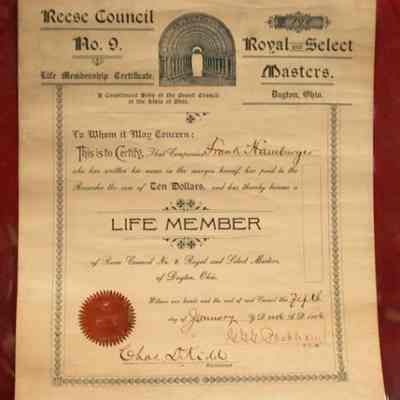 Reese Council
No. 9.
Life Membership Certificate.
Royal and Select
Masters.
Dayton, Ohio.
A Constituent Body of the Grand Council
of the State of Ohio.
To Whom it May Concern:
This is to Certify, That Companion Frank Hamburger
who has written his name in the margin hereof, has paid to the
Recorder the sum of Ten Dollars, and has thereby become a
LIFE MEMBER
of Reese Council No. 9, Royal and Select Masters,
of Dayton, Ohio.
Witness our hands and the seal of said Council the Fifth
day of January
Chas. D. Kidd